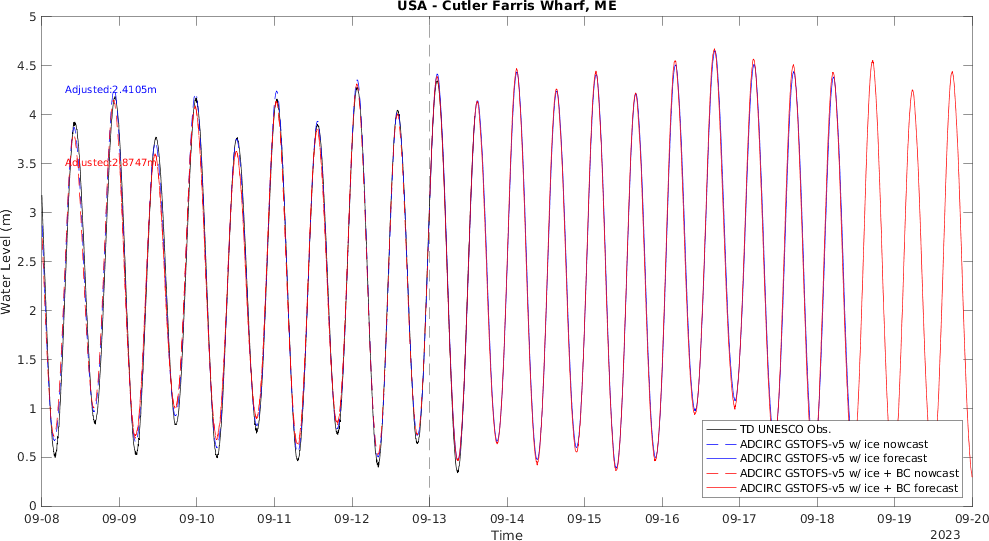 USA - Cutler Farris Wharf, ME
5
4.5
4
3.5
3
2.5
2
1.5
1
0.5
0
Water Level (m)
Adjusted:2.4105m
Adjusted:2.8747m
TD UNESCO Obs.
ADCIRC GSTOFS-v5 w/ ice nowcast
ADCIRC GSTOFS-v5 w/ ice forecast
ADCIRC GSTOFS-v5 w/ ice + BC nowcast
ADCIRC GSTOFS-v5 w/ ice + BC forecast
09-08 09-09 09-10 09-11 09-12 09-13 09-14 09-15 09-16 09-17 09-18 09-19 09-20
Time
2023